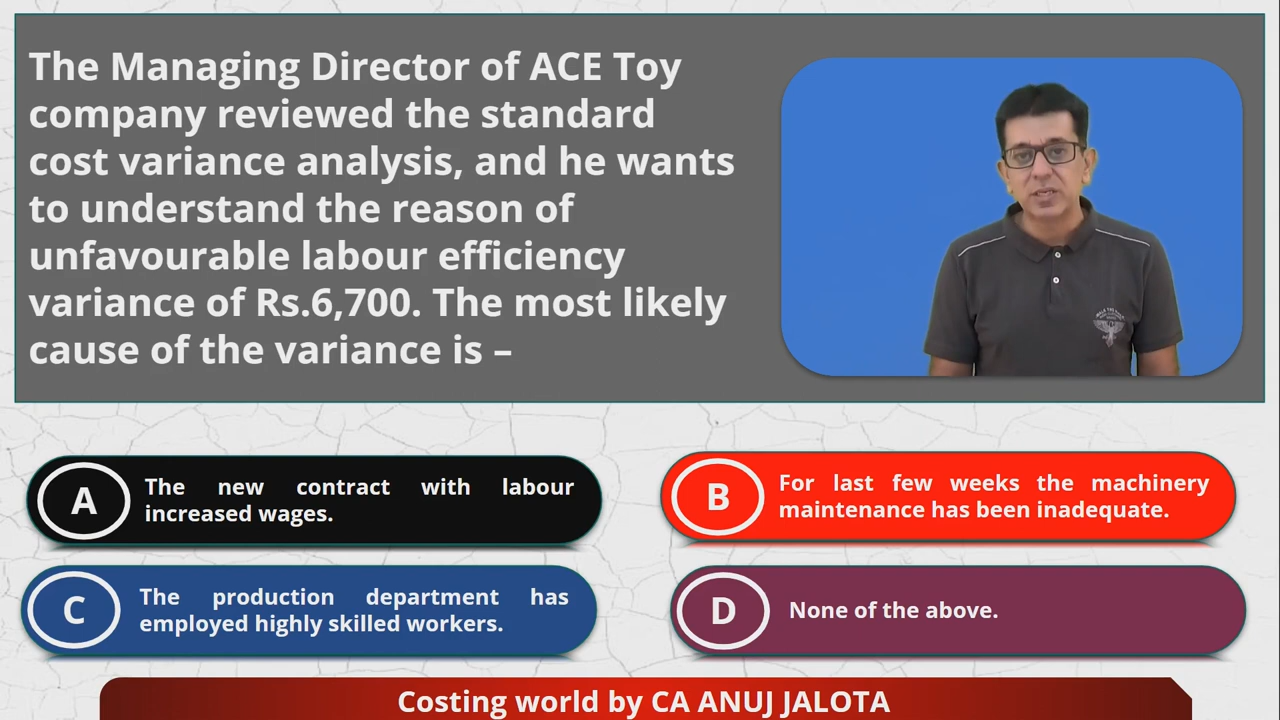 The Managing Director of ACE Toy
company reviewed the standard
cost variance analysis, and he wants
to understand the reason of
unfavourable labour efficiency
variance of Rs.6,700. The most likely
cause of the variance is –
A
The new contract with labour
increased wages.
B
For last few weeks the machinery
maintenance has been inadequate.
C
The production department has
employed highly skilled workers.
D
None of the above.
Costing world by CA ANUJ JALOTA